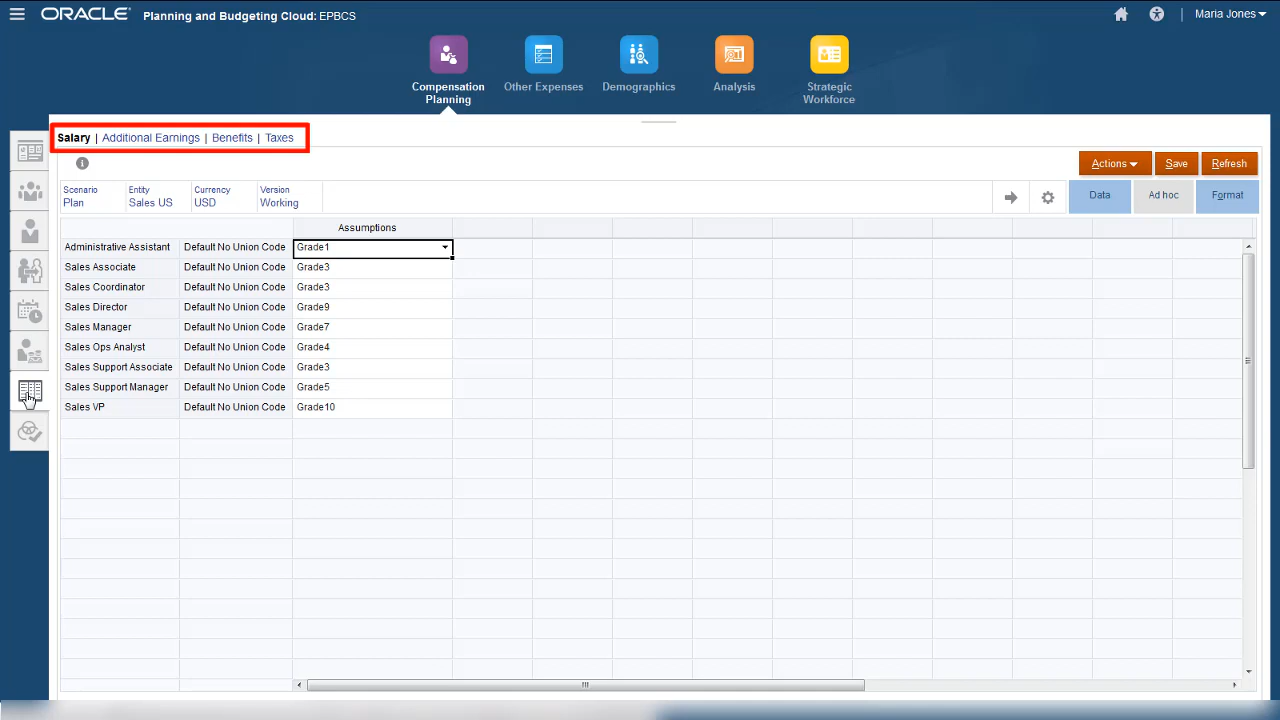 ORACLE Planning and Budgeting Cloud: EPBCS Maria Jones
Compensation Planning Other Expenses Demographics Analysis Strategic Workforce
Salary | Additional Earnings | Benefits | Taxes
Actions Save Refresh
Scenario Entity Currency Version
Plan Sales US USD Working
Data Ad hoc Format
Assumptions
Administrative Assistant Default No Union Code Grade1
Sales Associate Default No Union Code Grade3
Sales Coordinator Default No Union Code Grade3
Sales Director Default No Union Code Grade9
Sales Manager Default No Union Code Grade7
Sales Ops Analyst Default No Union Code Grade4
Sales Support Associate Default No Union Code Grade3
Sales Support Manager Default No Union Code Grade5
Sales VP Default No Union Code Grade10